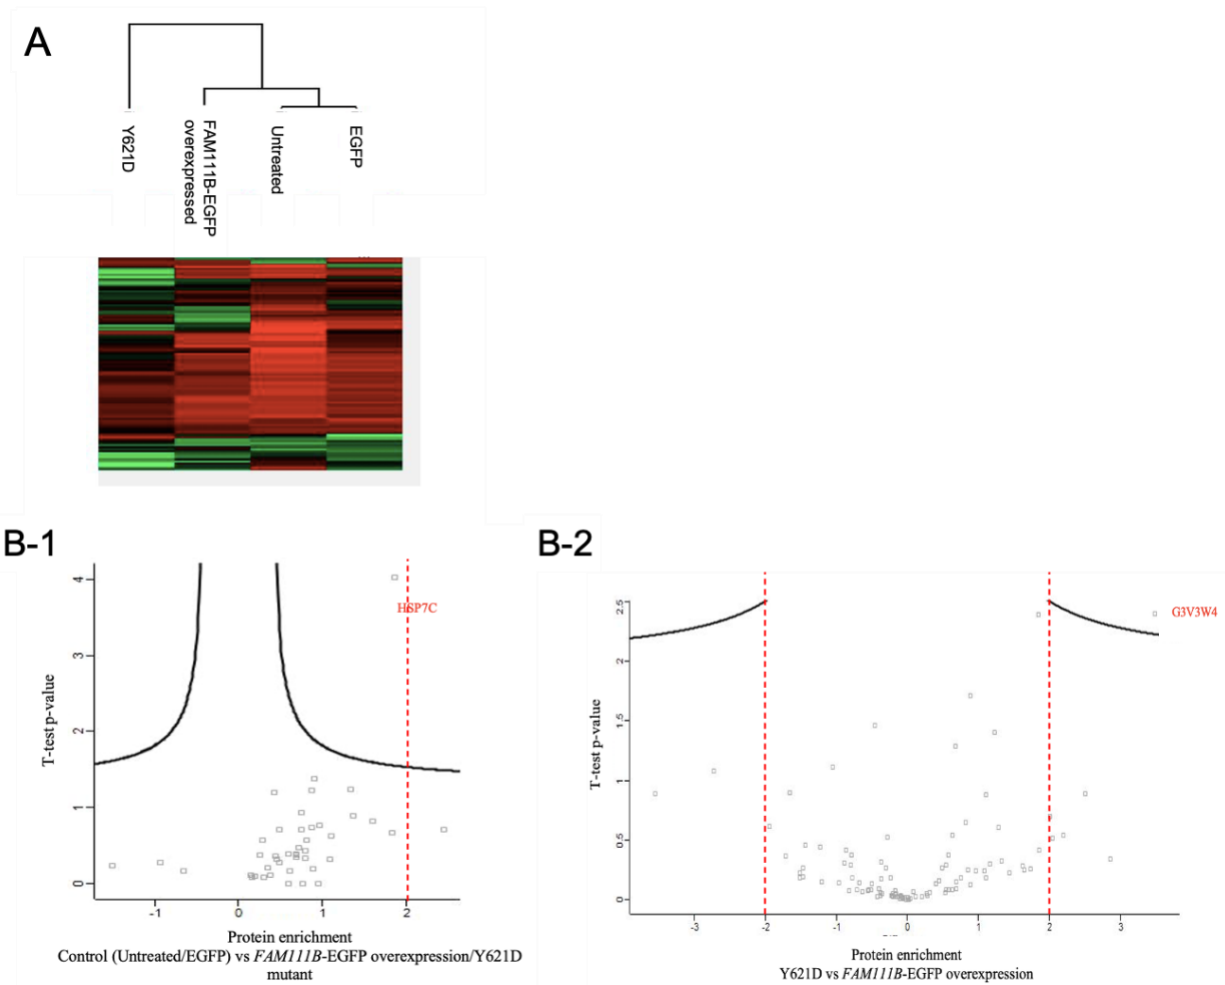 A
Y621D
FAM111B-EGFP
overexpressed
Untreated
EGFP
B-1
4
3
2
1
0
HSP7C
T-test p-value
-1
0
1
2
Protein enrichment
Control (Untreated/EGFP) vs FAM111B-EGFP overexpression/Y621D
mutant
B-2
2.5
2
1.5
1
0.5
0
G3V3W4
T-test p-value
-3
-2
-1
0
1
2
3
Protein enrichment
Y621D vs FAM111B-EGFP overexpression